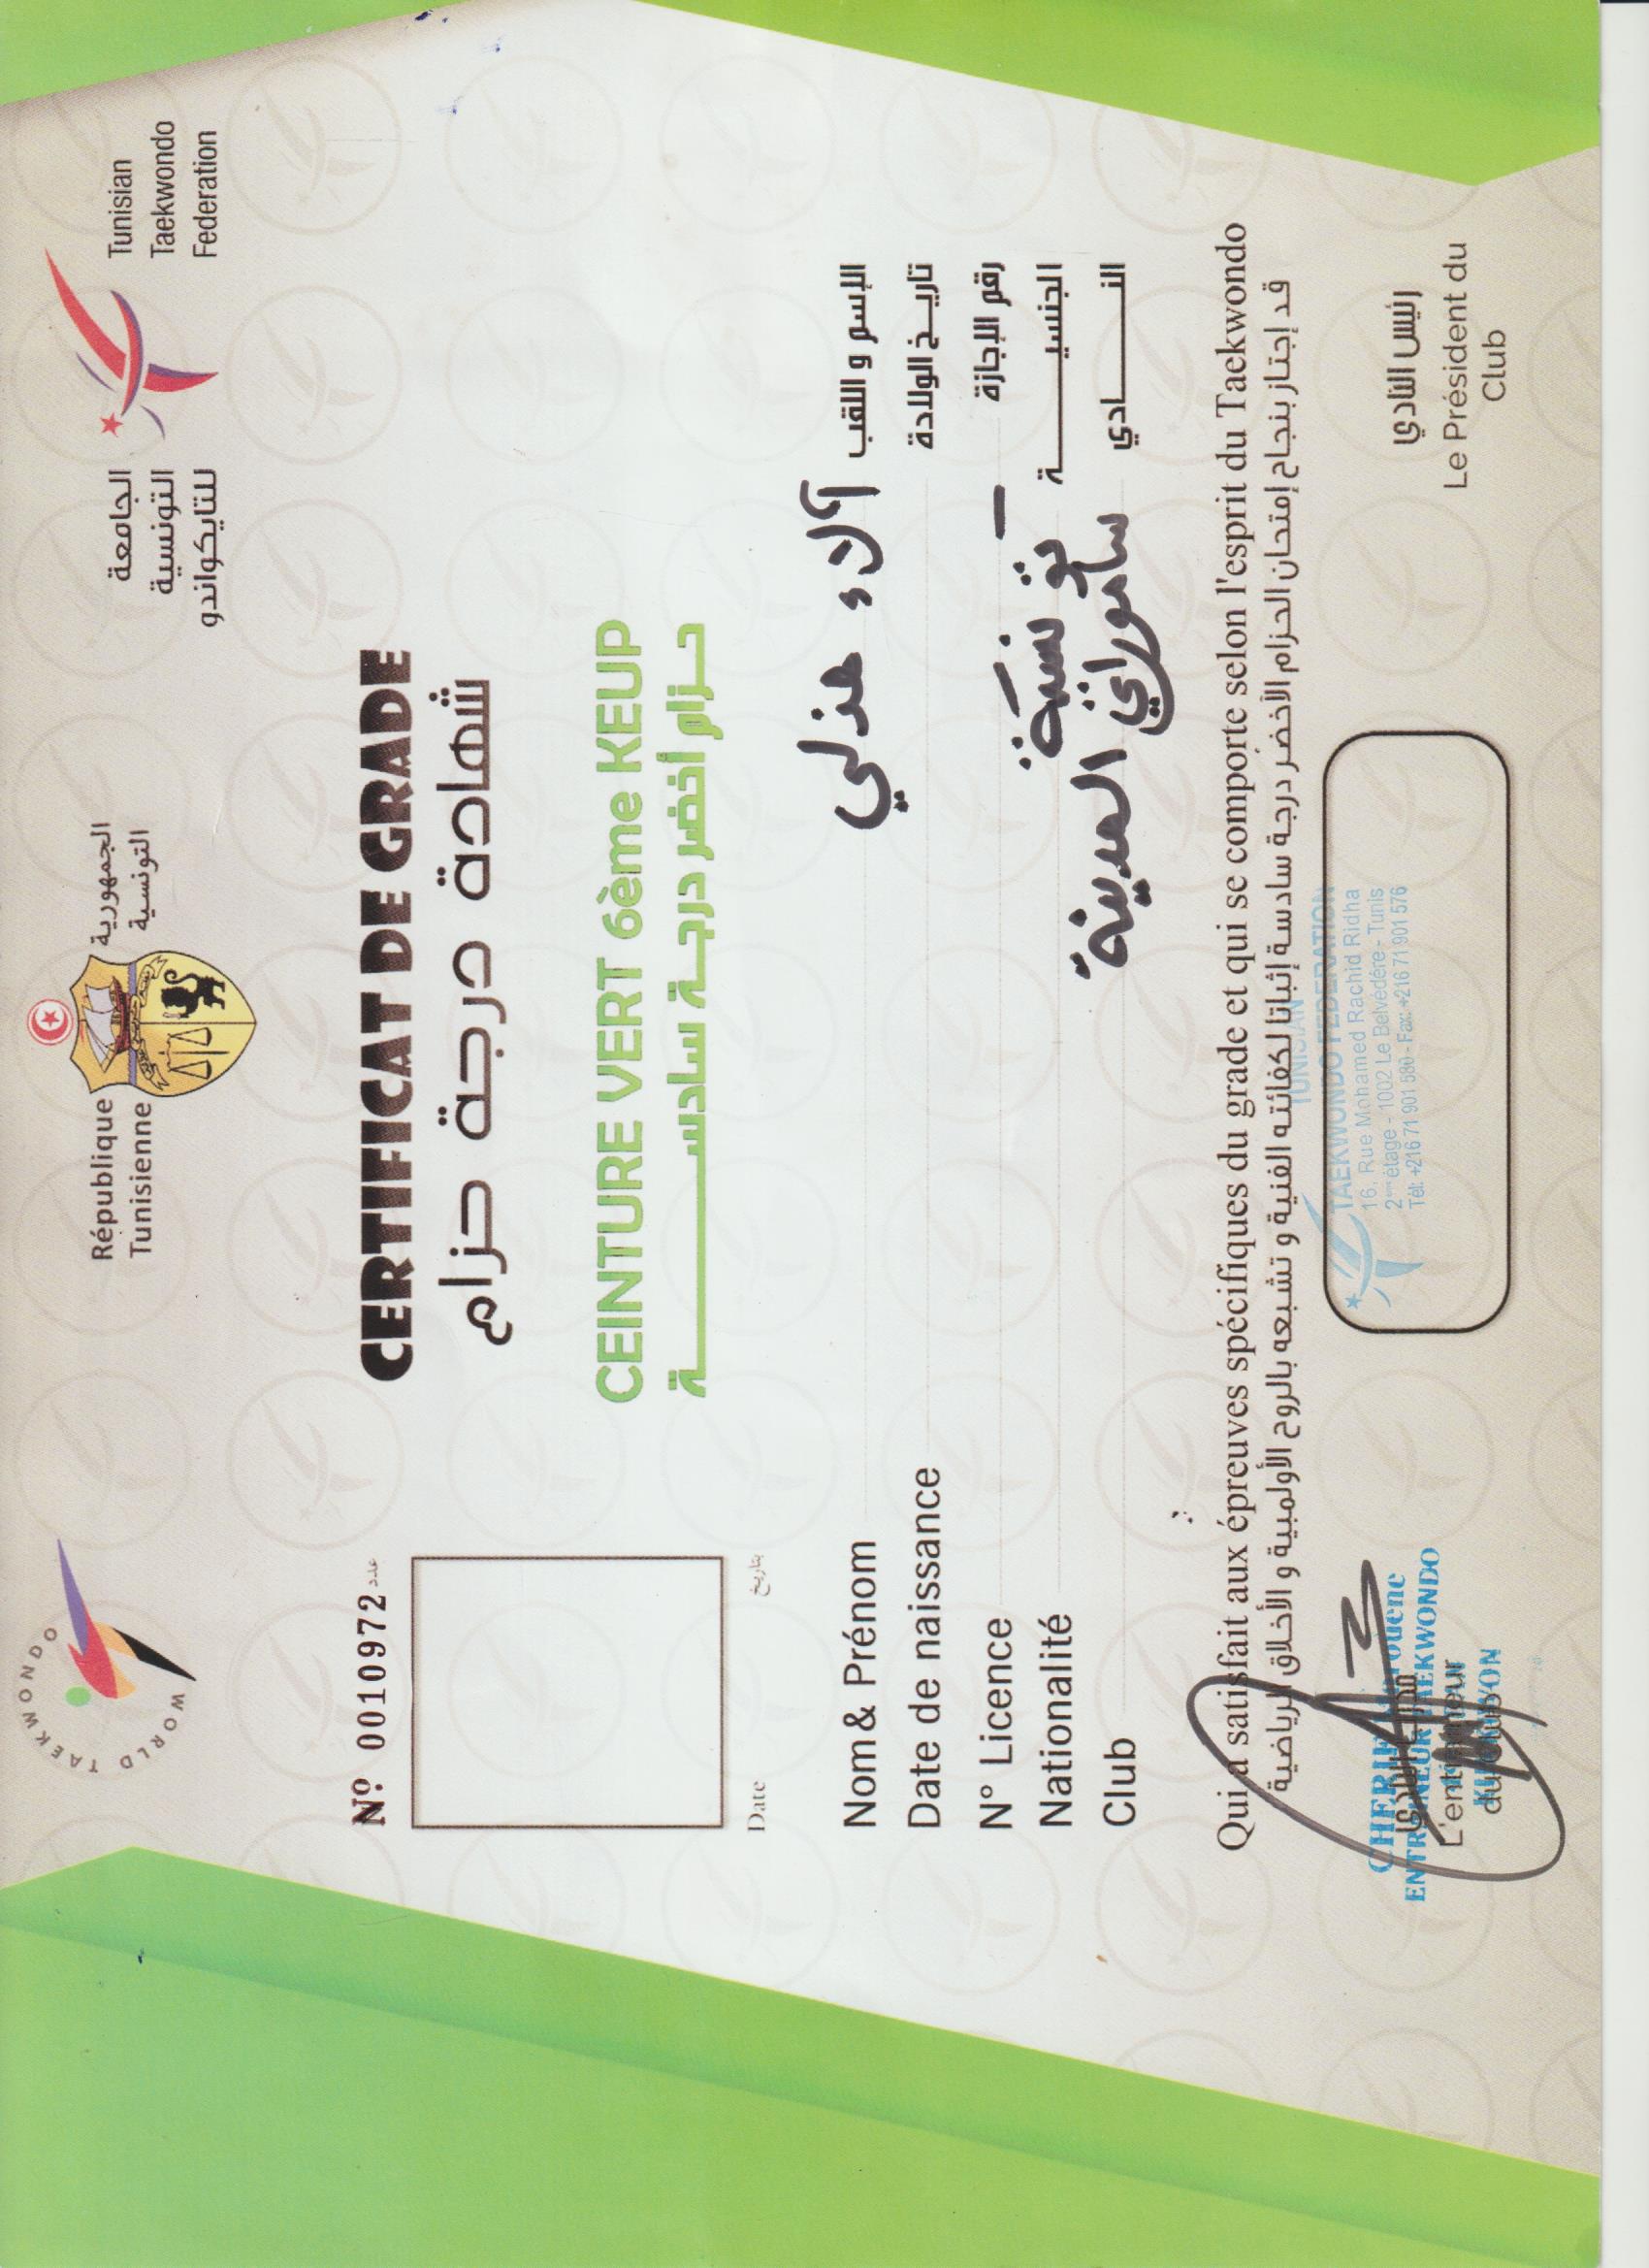 WORLD TAEKWONDO
République
Tunisienne
الجمهورية
التونسية
الجامعة
التونسية
للتايكواندو
Tunisian
Taekwondo
Federation
Nº 0010972 عدد
CERTIFICAT DE GRADE
شهادة درجة حزام
CEINTURE VERT 6ème KEUP
حزام أخضر درجة سادسة
Date بتاريخ
Nom & Prénom آلاء هذلي الإسم و اللقب
Date de naissance تاريخ الولادة
N° Licence — رقم الإجازة
Nationalité تونسية الجنسية
Club ساموراي المدينة النادي
Qui a satisfait aux épreuves spécifiques du grade et qui se comporte selon l'esprit du Taekwondo
قد إجتاز بنجاح إمتحان الحزام الأخضر درجة سادسة إثباتا لكفائته الفنية و تشبعه بالروح الأولمبية و الأخلاق الرياضية
TUNISIAN
TAEKWONDO FEDERATION
16, Rue Mohamed Rachid Ridha
2ème étage - 1002 Le Belvédère - Tunis
Tél: +216 71 901 580 - Fax: +216 71 901 576
مدرب النادي
L'entraineur
du club
ENTRAINEUR TAEKWONDO
رئيس النادي
Le Président du
Club